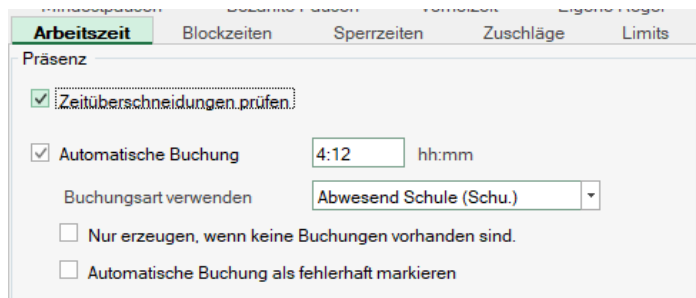 Arbeitszeit Blockzeiten Sperrzeiten Zuschläge Limits
Präsenz
Zeitüberschneidungen prüfen
Automatische Buchung 4:12 hh:mm
Buchungsart verwenden Abwesend Schule (Schu.)
Nur erzeugen, wenn keine Buchungen vorhanden sind.
Automatische Buchung als fehlerhaft markieren